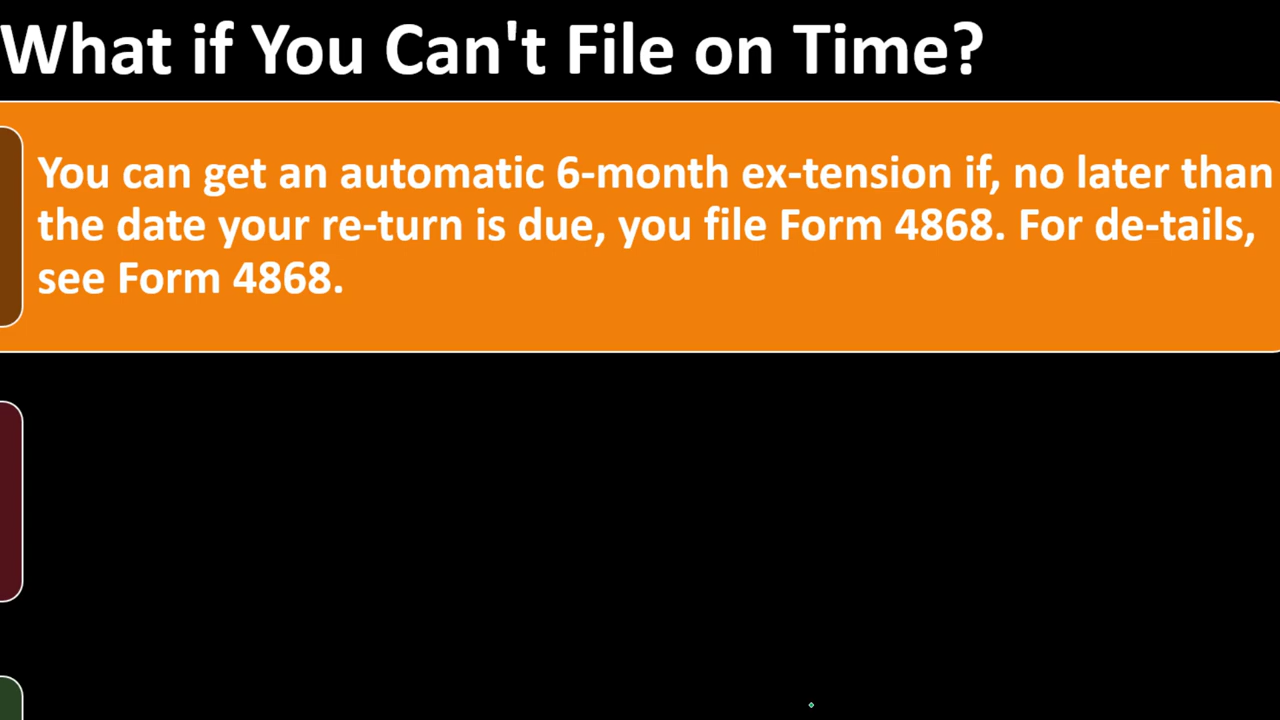 What if You Can't File on Time?
You can get an automatic 6-month ex-tension if, no later than
the date your re-turn is due, you file Form 4868. For de-tails,
see Form 4868.